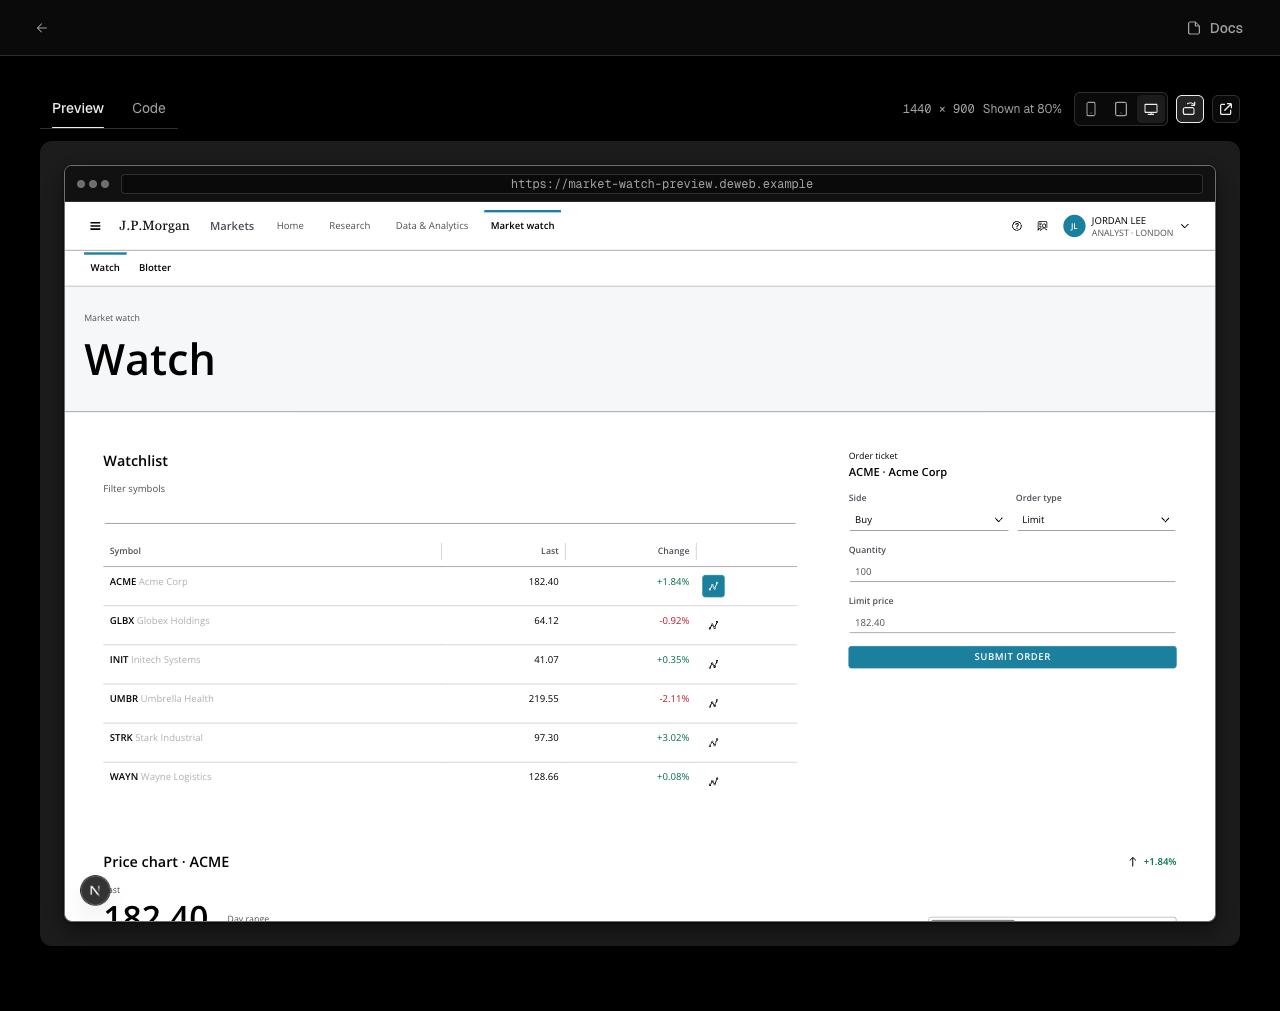 Docs
Preview Code 1440 × 900 Shown at 80%
https://market-watch-preview.deweb.example
J.P.Morgan Markets Home Research Data & Analytics Market watch JL JORDAN LEE
ANALYST · LONDON
Watch Blotter
Market watch
Watch
Watchlist
Filter symbols
Symbol Last Change
ACME Acme Corp 182.40 +1.84%
GLBX Globex Holdings 64.12 -0.92%
INIT Initech Systems 41.07 +0.35%
UMBR Umbrella Health 219.55 -2.11%
STRK Stark Industrial 97.30 +3.02%
WAYN Wayne Logistics 128.66 +0.08%
Order ticket
ACME · Acme Corp
Side Order type
Buy Limit
Quantity
100
Limit price
182.40
SUBMIT ORDER
Price chart · ACME +1.84%
N
182.40 Day range